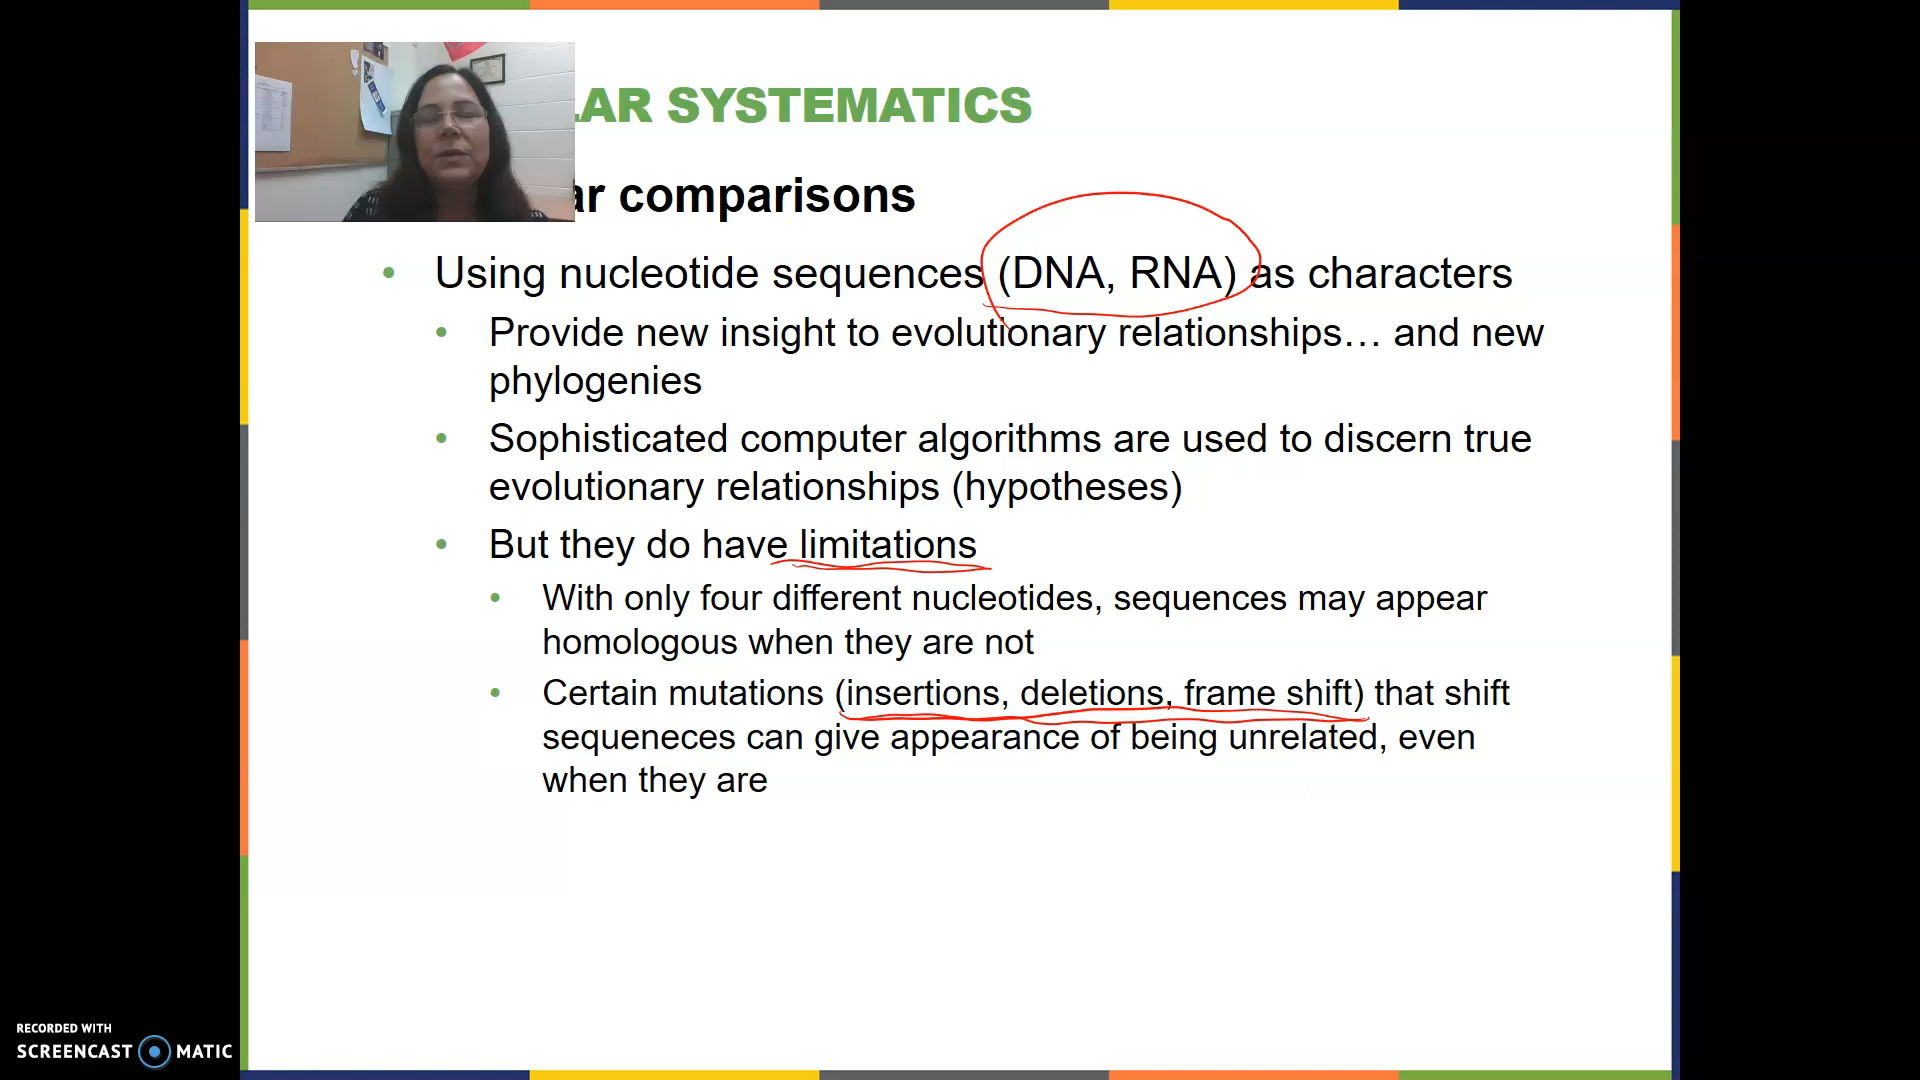 LAR SYSTEMATICS
ar comparisons
• Using nucleotide sequences (DNA, RNA) as characters
• Provide new insight to evolutionary relationships… and new
phylogenies
• Sophisticated computer algorithms are used to discern true
evolutionary relationships (hypotheses)
• But they do have limitations
• With only four different nucleotides, sequences may appear
homologous when they are not
• Certain mutations (insertions, deletions, frame shift) that shift
sequeneces can give appearance of being unrelated, even
when they are
RECORDED WITH
SCREENCAST MATIC